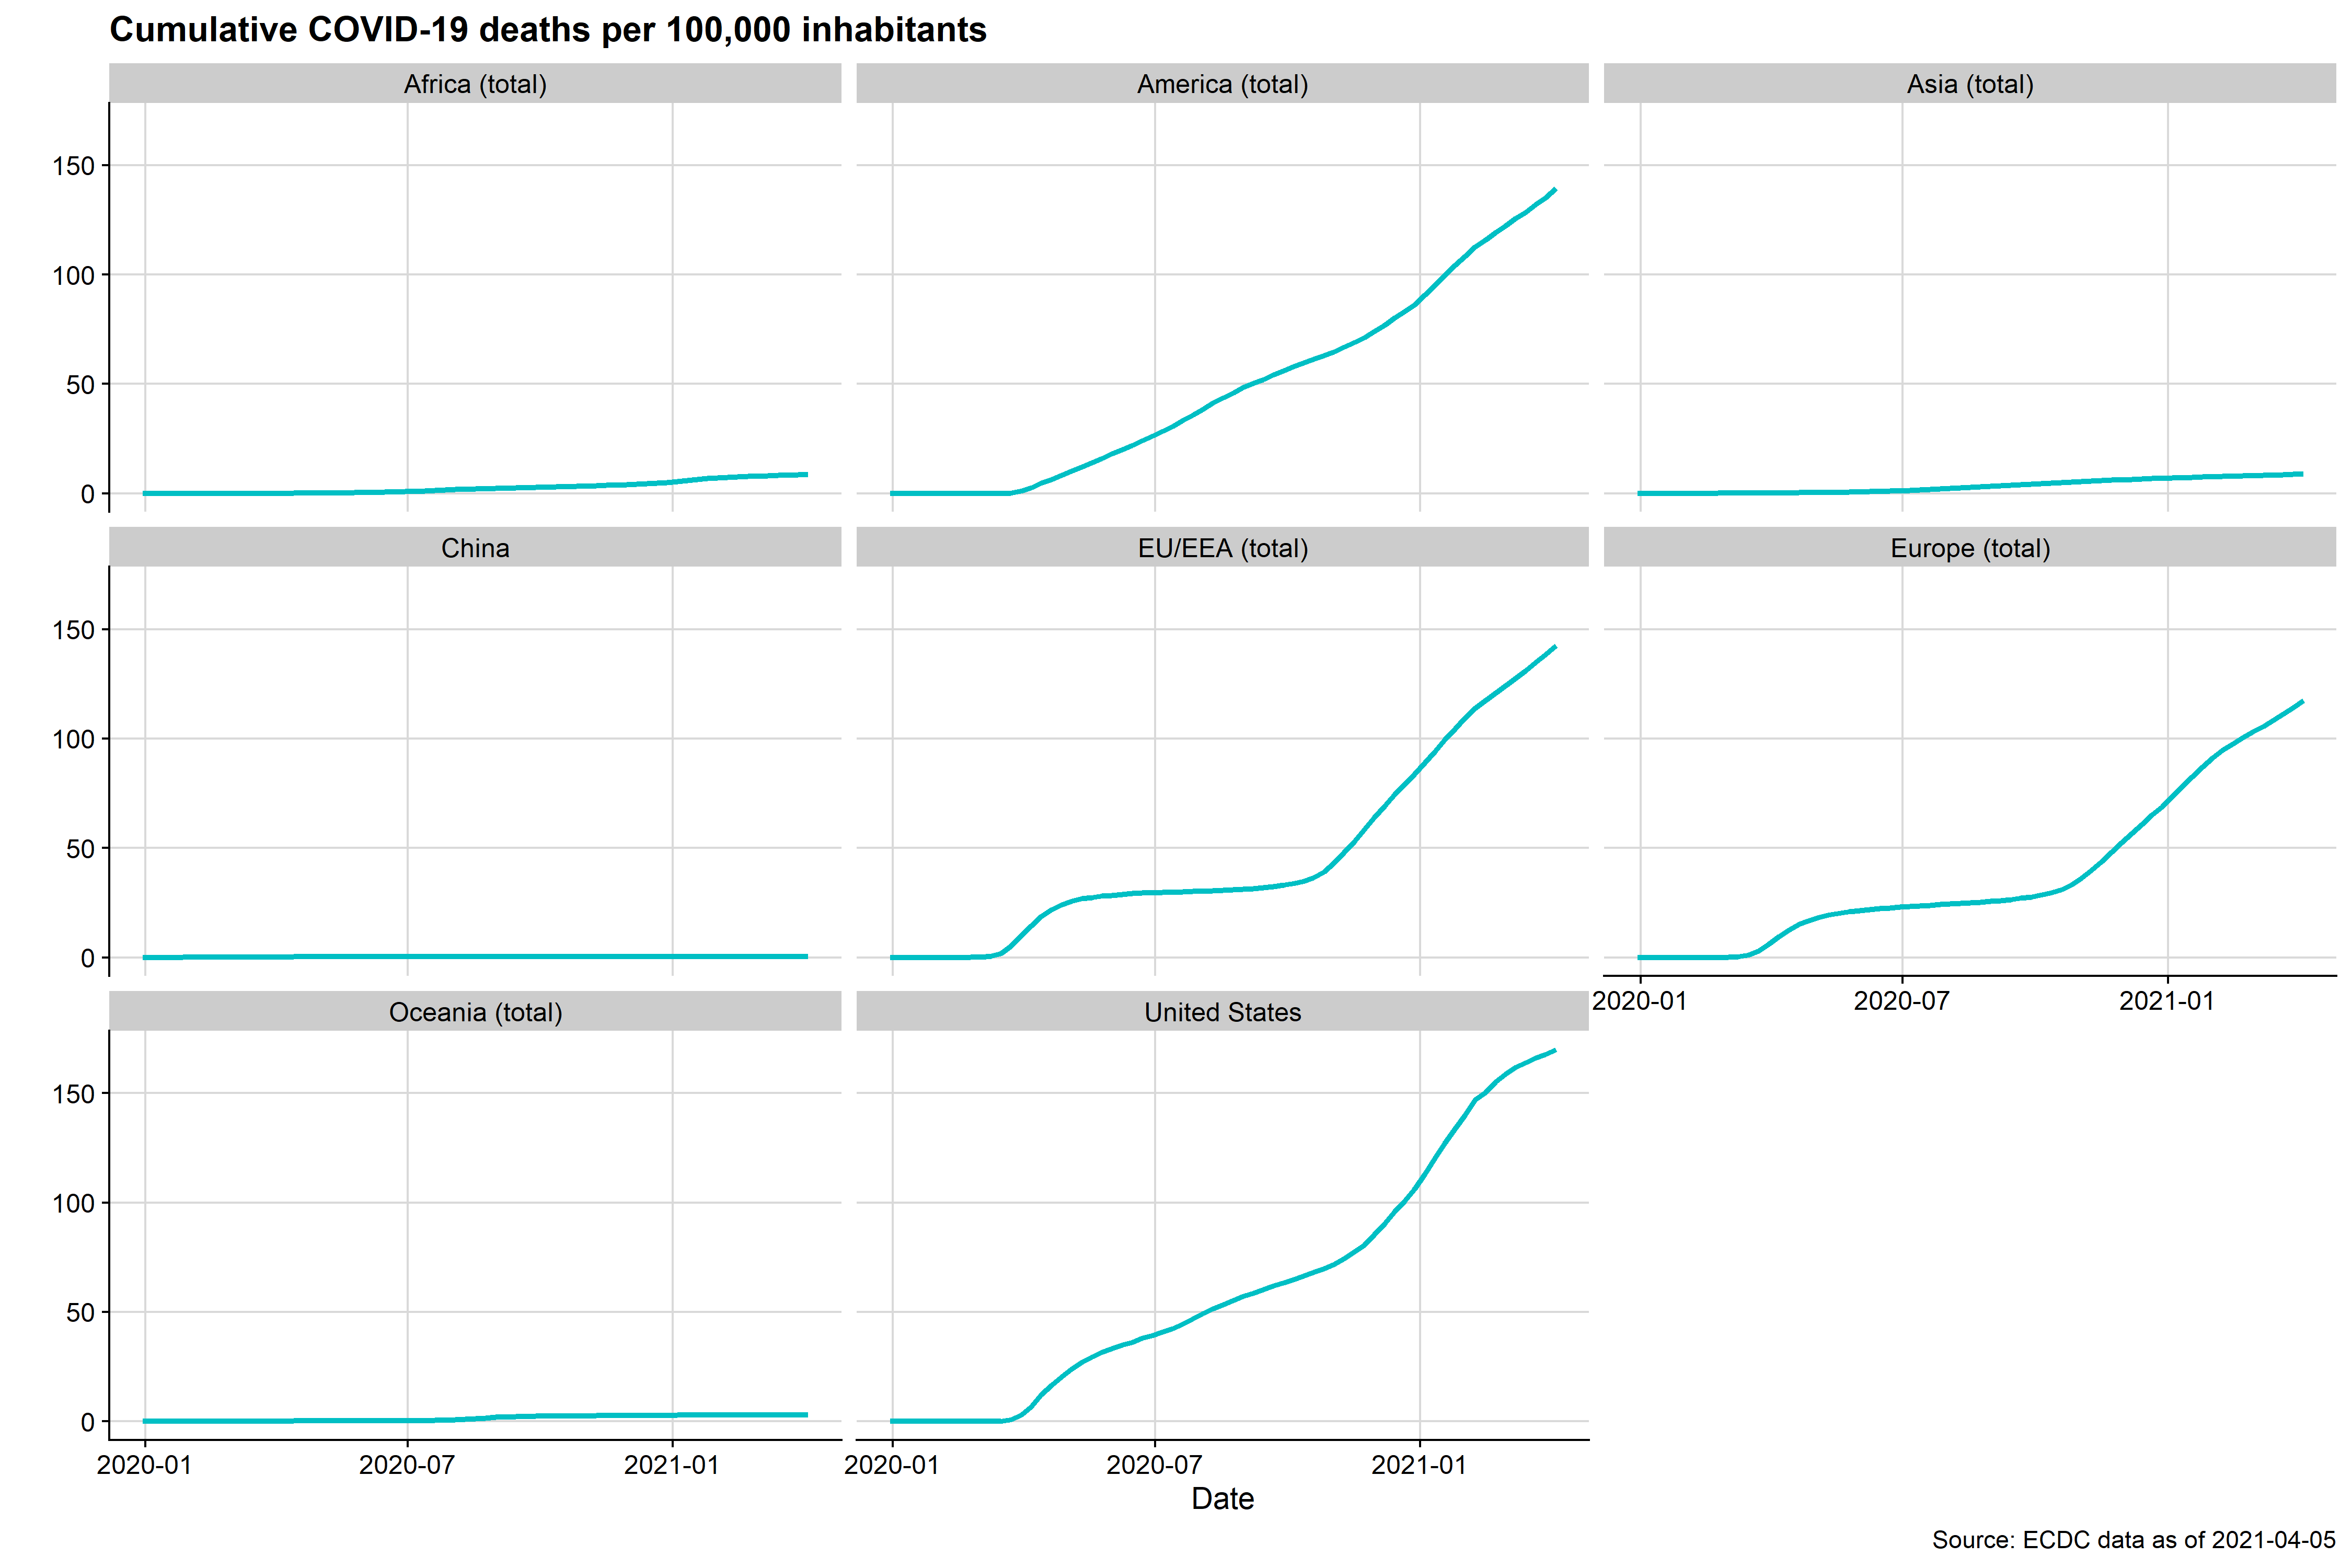 Cumulative COVID-19 deaths per 100,000 inhabitants
Africa (total)
America (total)
Asia (total)
150
100
50
0
China
EU/EEA (total)
Europe (total)
150
100
50
0
2020-01
2020-07
2021-01
Oceania (total)
United States
150
100
50
0
2020-01
2020-07
2021-01
2020-01
2020-07
2021-01
Date
Source: ECDC data as of 2021-04-05